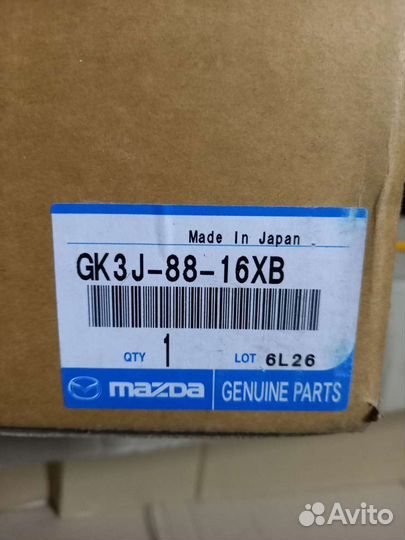 Made In Japan
GK3J-88-16XB
QTY 1 LOT 6L26
mazda GENUINE PARTS
Avito